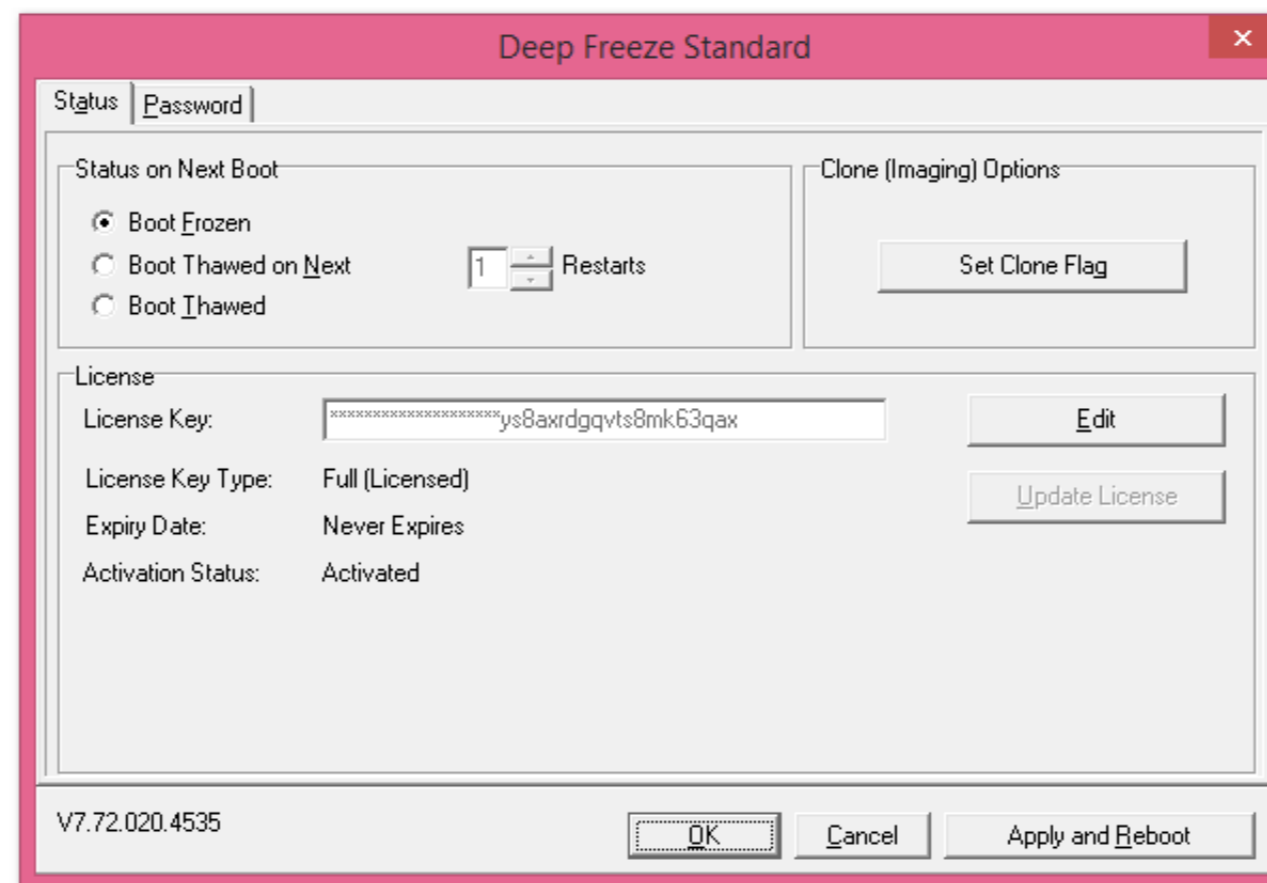 Deep Freeze Standard
Status Password
Status on Next Boot
Boot Frozen
Boot Thawed on Next 1 Restarts
Boot Thawed
Clone (Imaging) Options
Set Clone Flag
License
License Key: ********************ys8axrdgqvts8mk63qax Edit
License Key Type: Full (Licensed) Update License
Expiry Date: Never Expires
Activation Status: Activated
V7.72.020.4535
OK Cancel Apply and Reboot